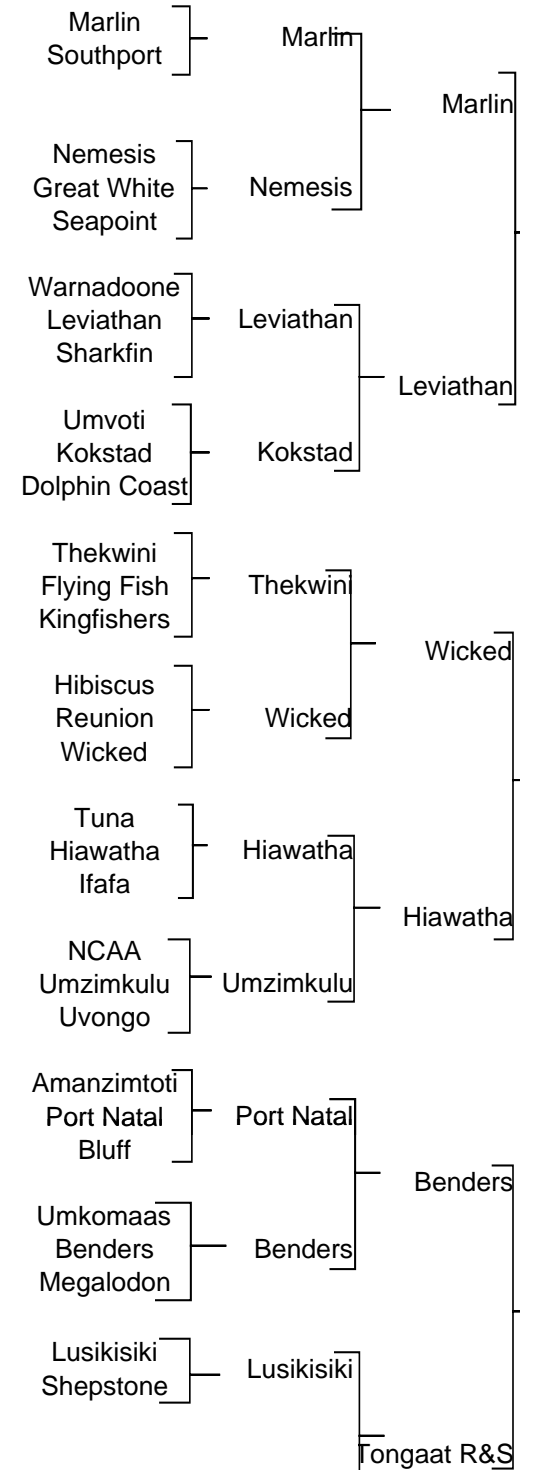 Marlin
Southport
Nemesis
Great White
Seapoint
Warnadoone
Leviathan
Sharkfin
Umvoti
Kokstad
Dolphin Coast
Thekwini
Flying Fish
Kingfishers
Hibiscus
Reunion
Wicked
Tuna
Hiawatha
Ifafa
NCAA
Umzimkulu
Uvongo
Amanzimtoti
Port Natal
Bluff
Umkomaas
Benders
Megalodon
Lusikisiki
Shepstone
Marlin
Nemesis
Leviathan
Kokstad
Thekwini
Wicked
Hiawatha
Umzimkulu
Port Natal
Benders
Lusikisiki
Marlin
Leviathan
Wicked
Hiawatha
Benders
Tongaat R&S